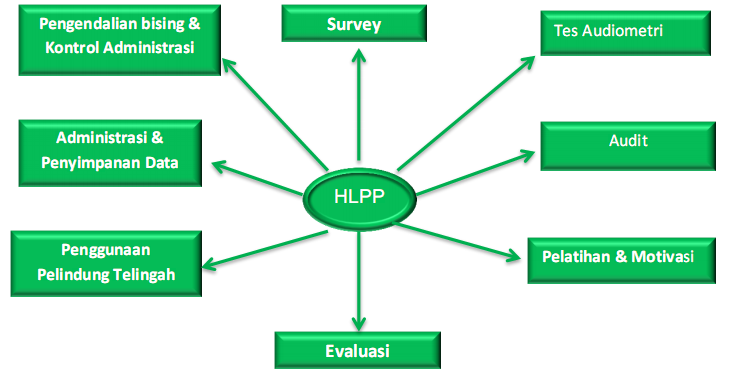 Pengendalian bising &
Kontrol Administrasi
Survey
Tes Audiometri
Administrasi &
Penyimpanan Data
Audit
HLPP
Penggunaan
Pelindung Telingah
Pelatihan & Motivasi
Evaluasi